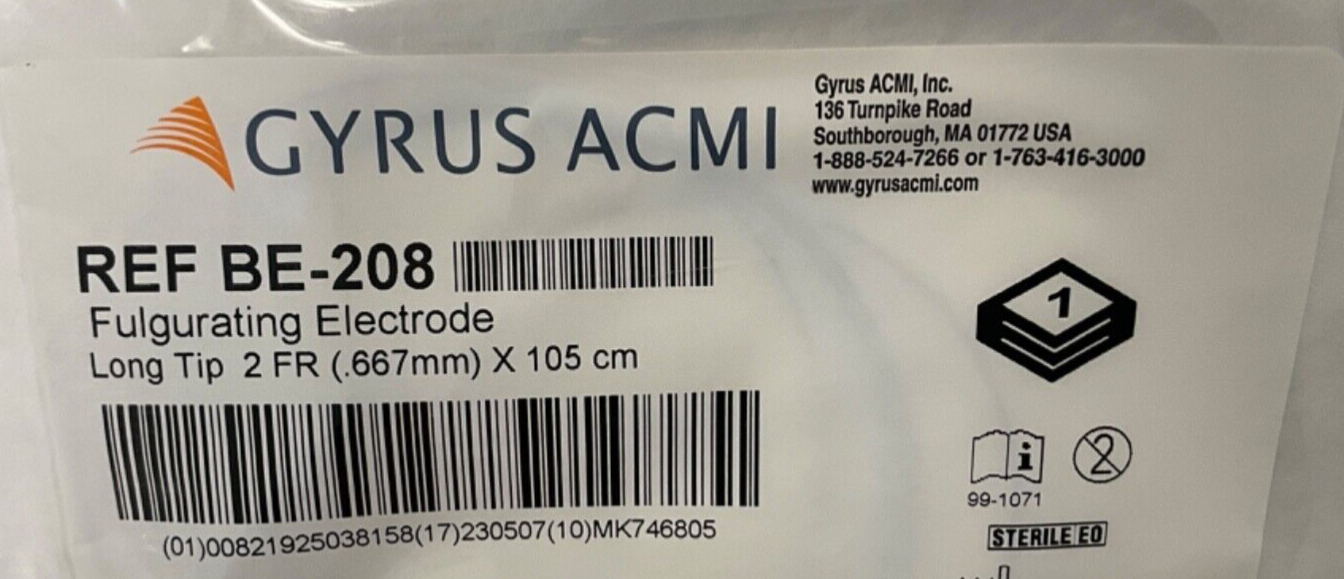 GYRUS ACMI
Gyrus ACMI, Inc.
136 Turnpike Road
Southborough, MA 01772 USA
1-888-524-7266 or 1-763-416-3000
www.gyrusacmi.com
REF BE-208
Fulgurating Electrode
Long Tip 2 FR (.667mm) X 105 cm
(01)00821925038158(17)230507(10)MK746805
1
i
2
99-1071
STERILE EO